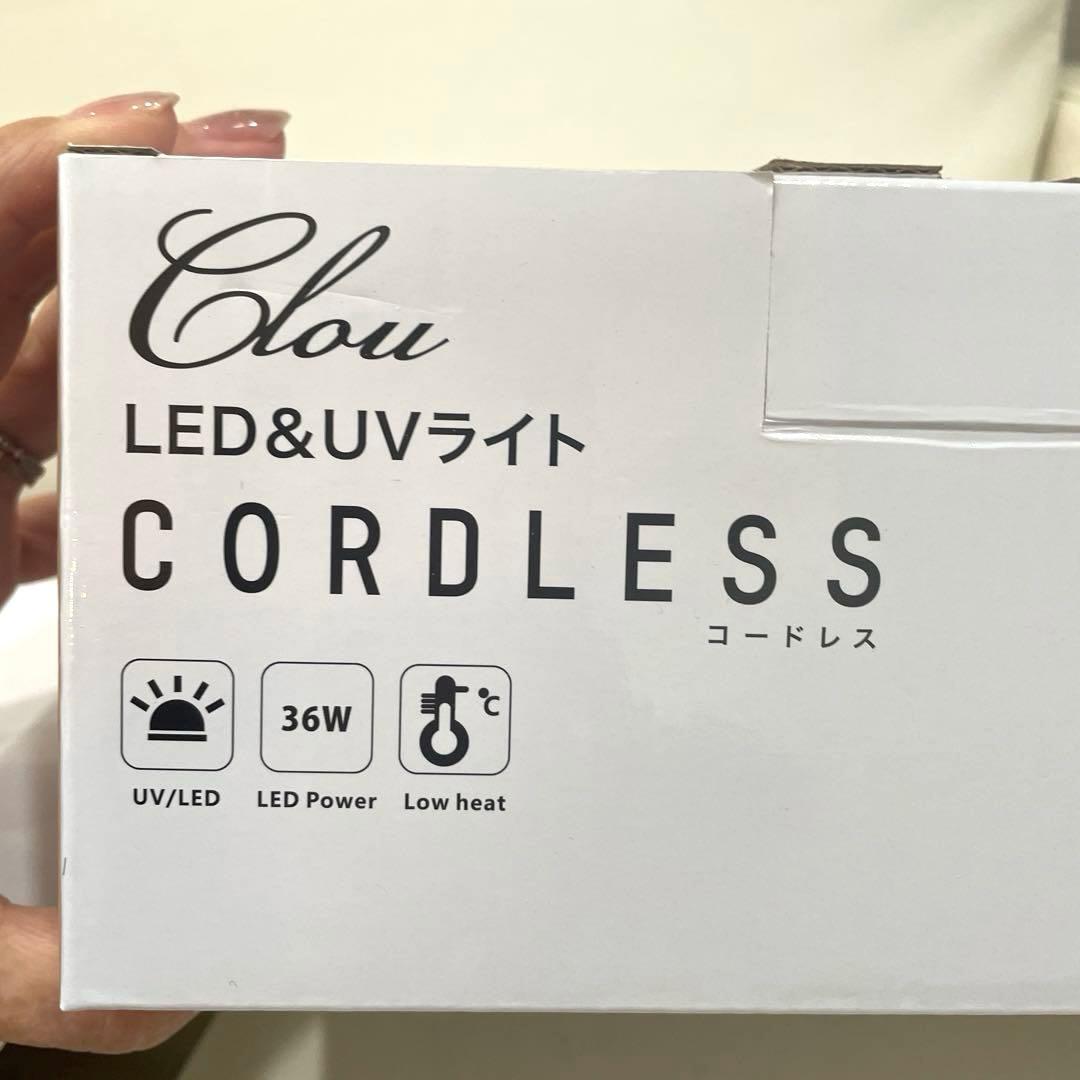 Clou
LED&UVライト
CORDLESS
コードレス
36W
°C
UV/LED
LED Power
Low heat